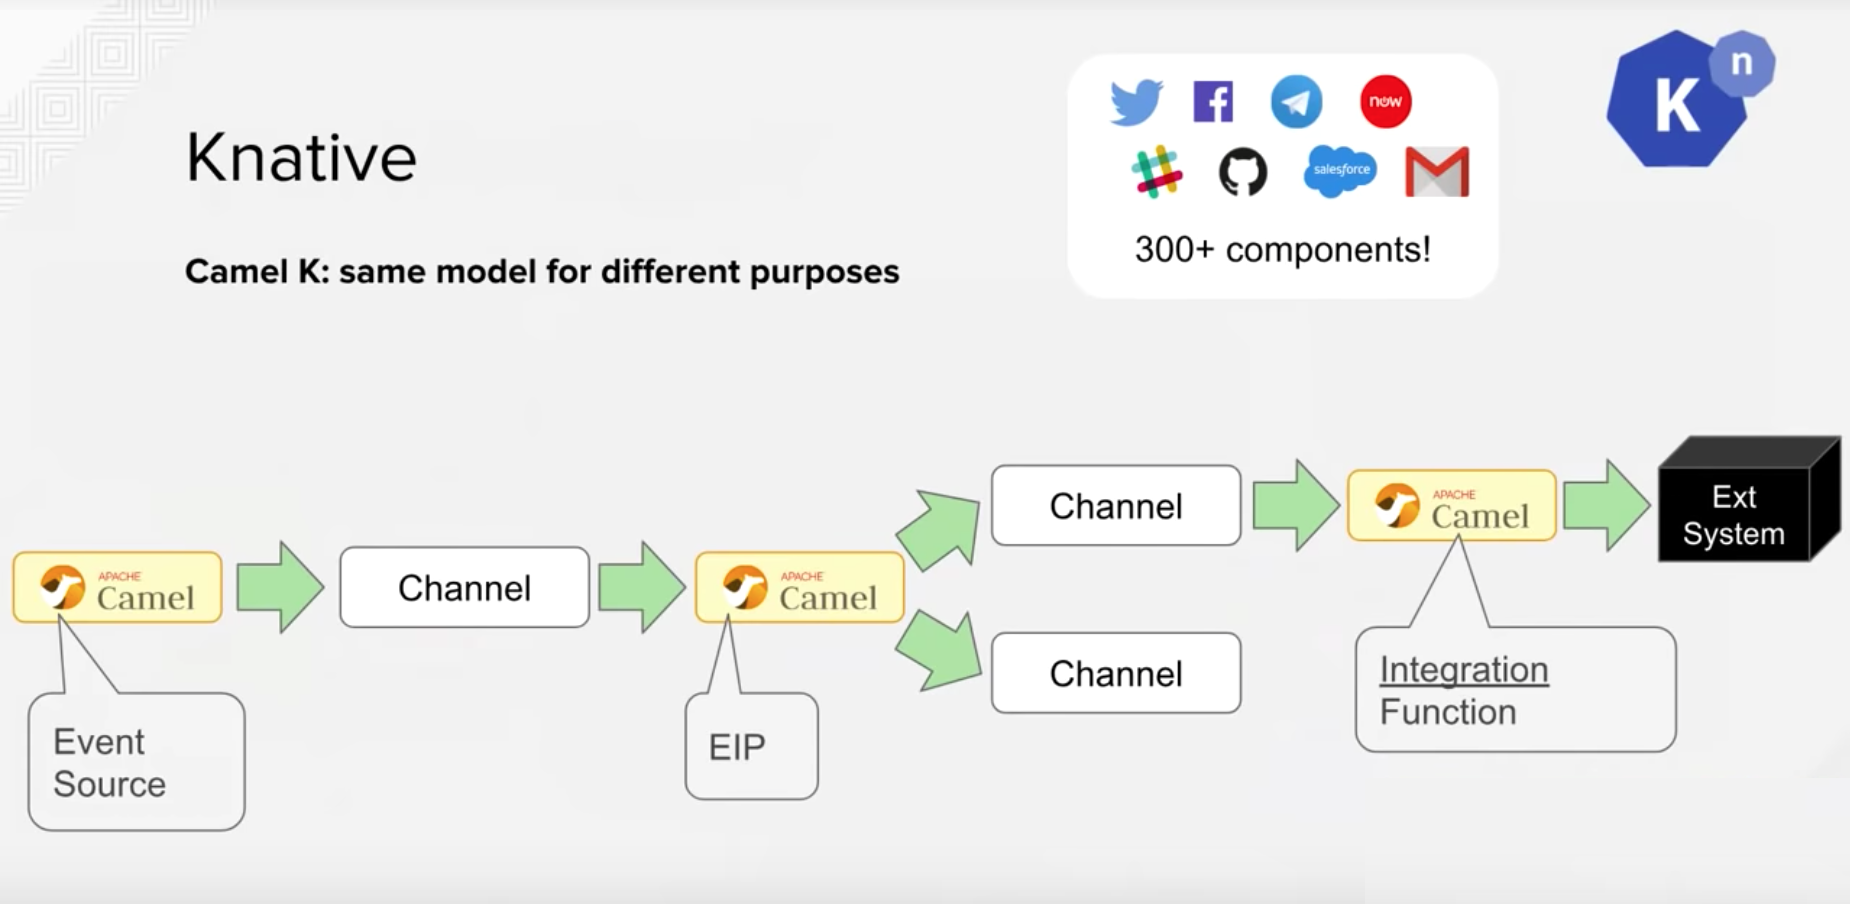 Knative
Camel K: same model for different purposes
now
salesforce
300+ components!
K
n
APACHE
Camel
Channel
APACHE
Camel
Channel
Channel
APACHE
Camel
Ext
System
Event
Source
EIP
Integration
Function